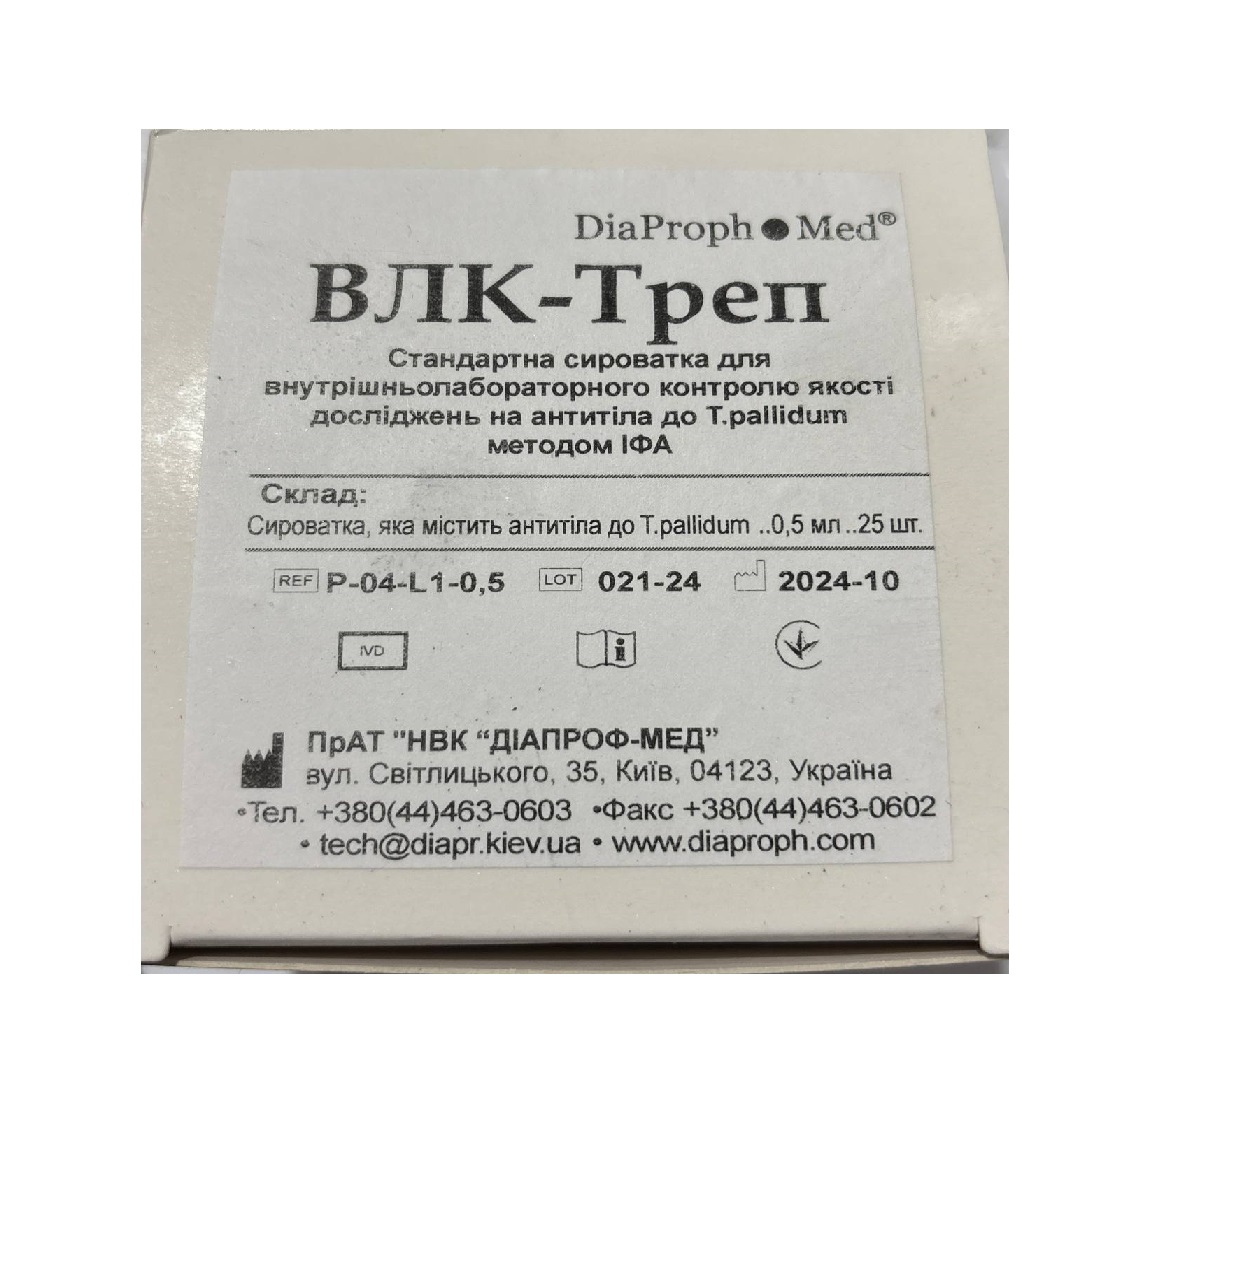 DiaProph●Med®
ВЛК-Треп
Стандартна сироватка для
внутрішньолабораторного контролю якості
досліджень на антитіла до T.pallidum
методом ІФА
Склад:
Сироватка, яка містить антитіла до T.pallidum ..0,5 мл ..25 шт.
REF P-04-L1-0,5 LOT 021-24 2024-10
IVD i
ПрАТ "НВК “ДІАПРОФ-МЕД”
вул. Світлицького, 35, Київ, 04123, Україна
•Тел. +380(44)463-0603 •Факс +380(44)463-0602
• tech@diapr.kiev.ua • www.diaproph.com